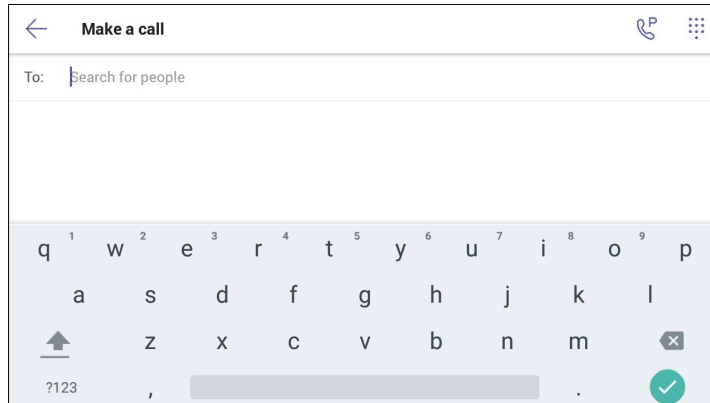 Make a call
P
To: Search for people
q 1 w 2 e 3 r 4 t 5 y 6 u 7 i 8 o 9 p
a s d f g h j k l
z x c v b n m
?123 , .